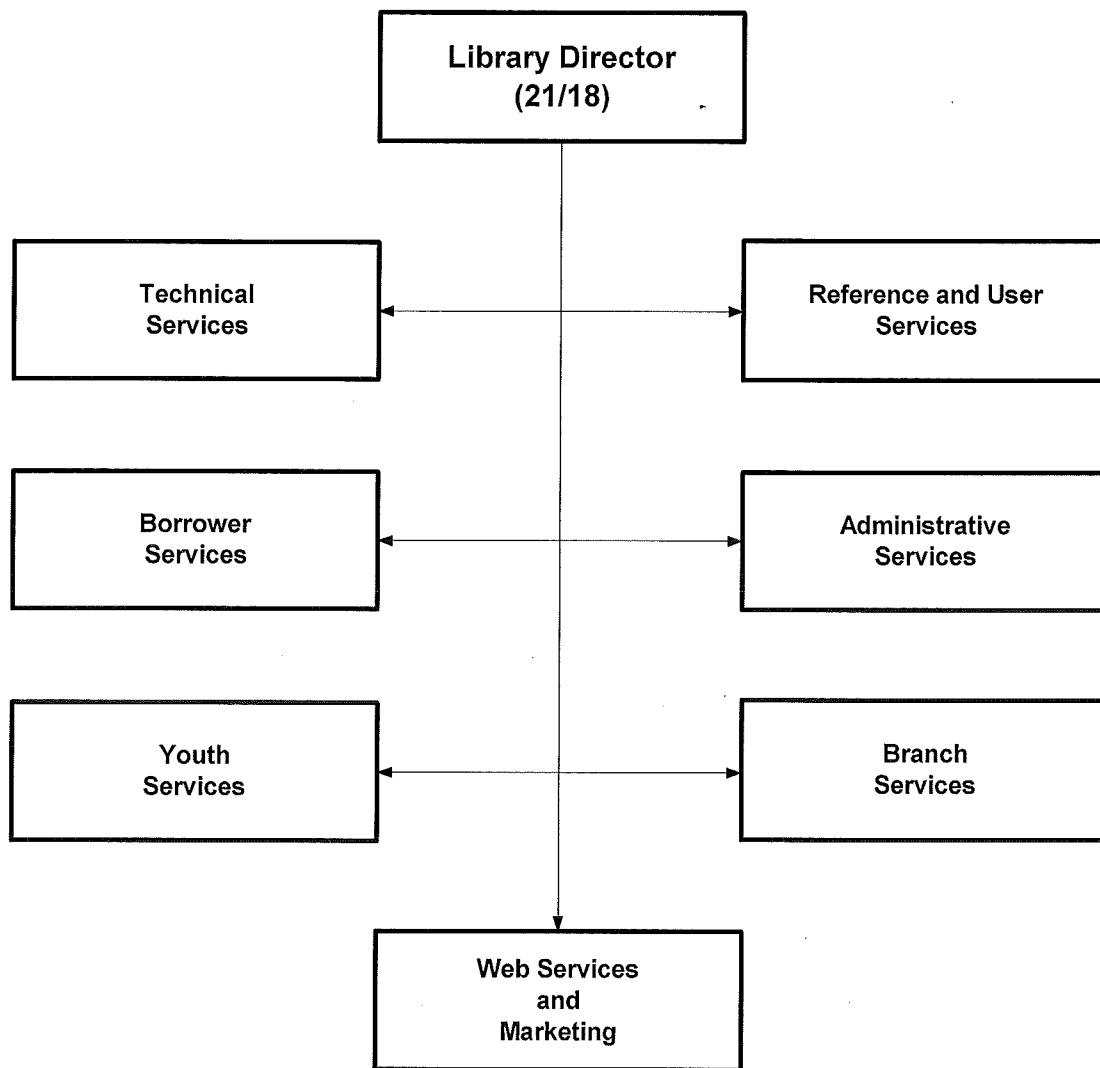 Library Director
(21/18)
Technical
Services
Reference and User
Services
Borrower
Services
Administrative
Services
Youth
Services
Branch
Services
Web Services
and
Marketing